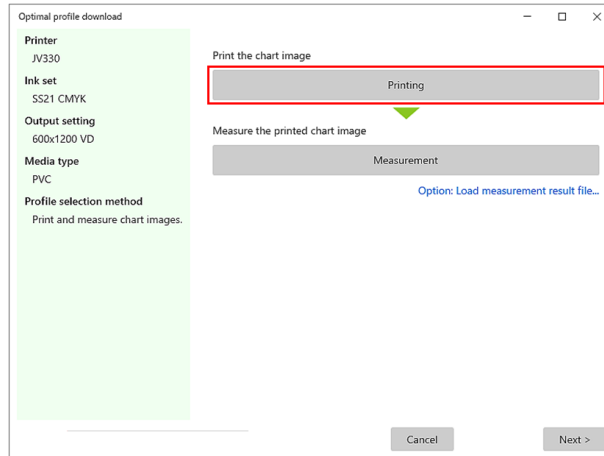 Optimal profile download
Printer
JV330
Ink set
SS21 CMYK
Output setting
600x1200 VD
Media type
PVC
Profile selection method
Print and measure chart images.
Print the chart image
Printing
Measure the printed chart image
Measurement
Option: Load measurement result file...
Cancel
Next >